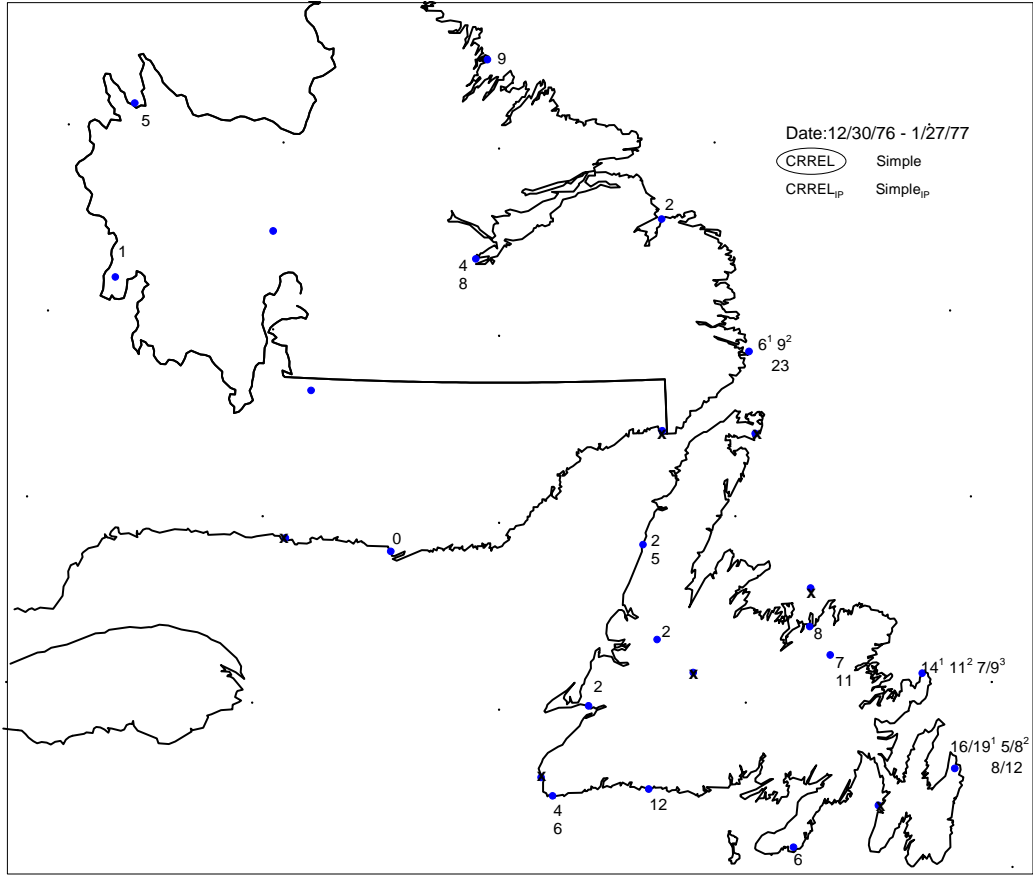 9
5
Date:12/30/76 - 1/27/77
CRREL Simple
CRREL_IP Simple_IP
2
1
4
8
6¹ 9²
23
x
x
x
0
2
5
x
8
2
7
11
x
14¹ 11² 7/9³
2
16/19¹ 5/8²
8/12
x
4
6
12
x
6